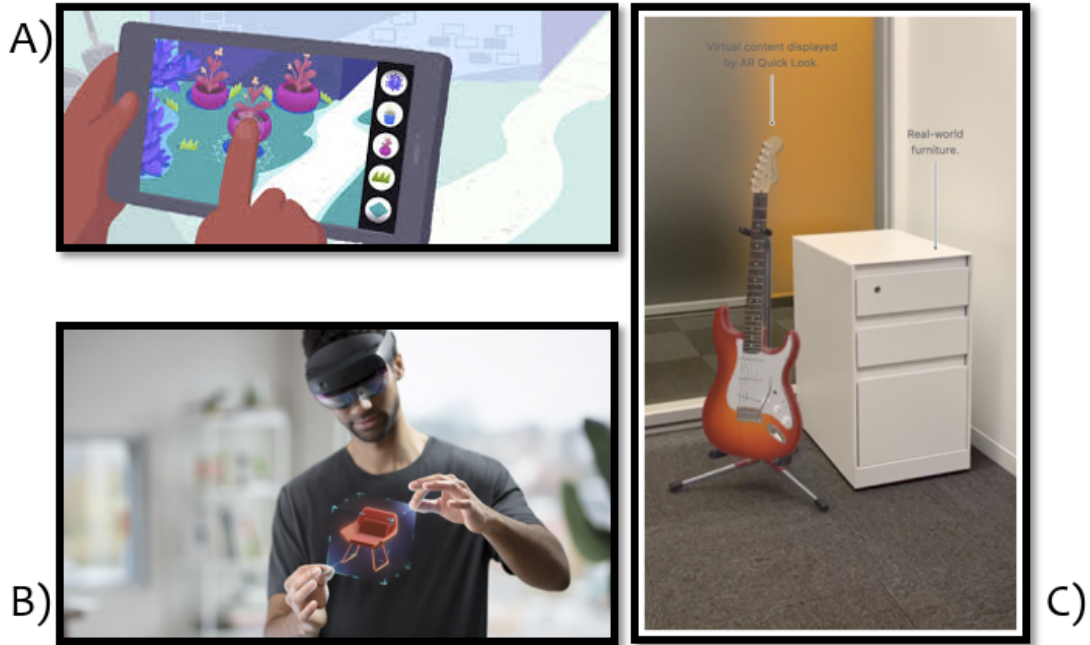 A)
Virtual content displayed
by AR Quick Look.
Real-world
furniture.
B)
C)